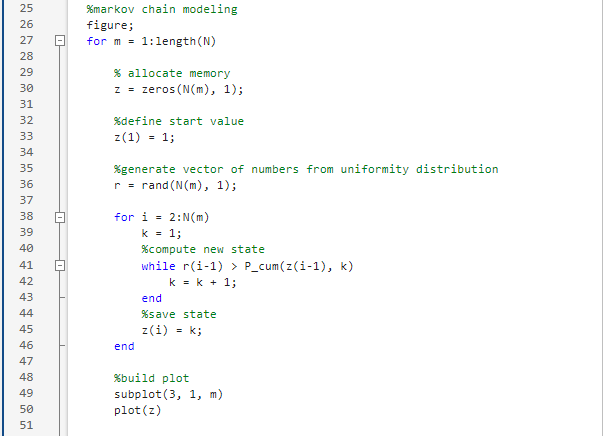 25 %markov chain modeling
26 figure;
27 for m = 1:length(N)
28
29 % allocate memory
30 z = zeros(N(m), 1);
31
32 %define start value
33 z(1) = 1;
34
35 %generate vector of numbers from uniformity distribution
36 r = rand(N(m), 1);
37
38 for i = 2:N(m)
39 k = 1;
40 %compute new state
41 while r(i-1) > P_cum(z(i-1), k)
42 k = k + 1;
43 end
44 %save state
45 z(i) = k;
46 end
47
48 %build plot
49 subplot(3, 1, m)
50 plot(z)
51